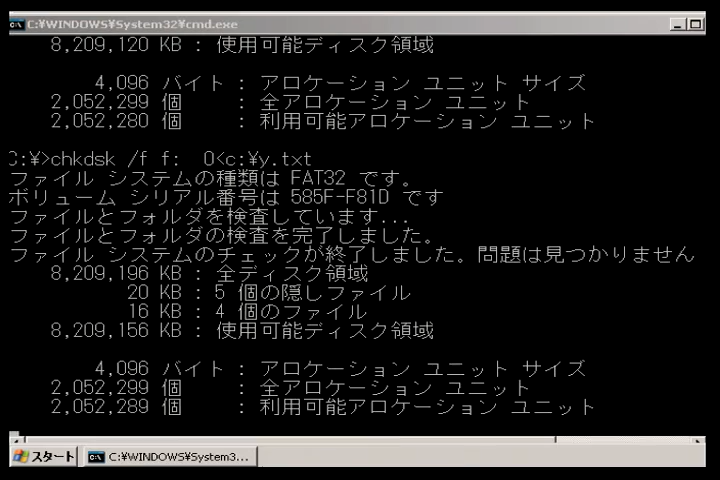 C:¥WINDOWS¥System32¥cmd.exe
8,209,120 KB : 使用可能ディスク領域
4,096 バイト : アロケーション ユニット サイズ
2,052,299 個 : 全アロケーション ユニット
2,052,280 個 : 利用可能アロケーション ユニット
C:¥>chkdsk /f f: 0<c:¥y.txt
ファイル システムの種類は FAT32 です。
ボリューム シリアル番号は 585F-F81D です
ファイルとフォルダを検査しています...
ファイルとフォルダの検査を完了しました。
ファイル システムのチェックが終了しました。問題は見つかりません
8,209,196 KB : 全ディスク領域
20 KB : 5 個の隠しファイル
16 KB : 4 個のファイル
8,209,156 KB : 使用可能ディスク領域
4,096 バイト : アロケーション ユニット サイズ
2,052,299 個 : 全アロケーション ユニット
2,052,289 個 : 利用可能アロケーション ユニット
スタート C:¥WINDOWS¥System3...